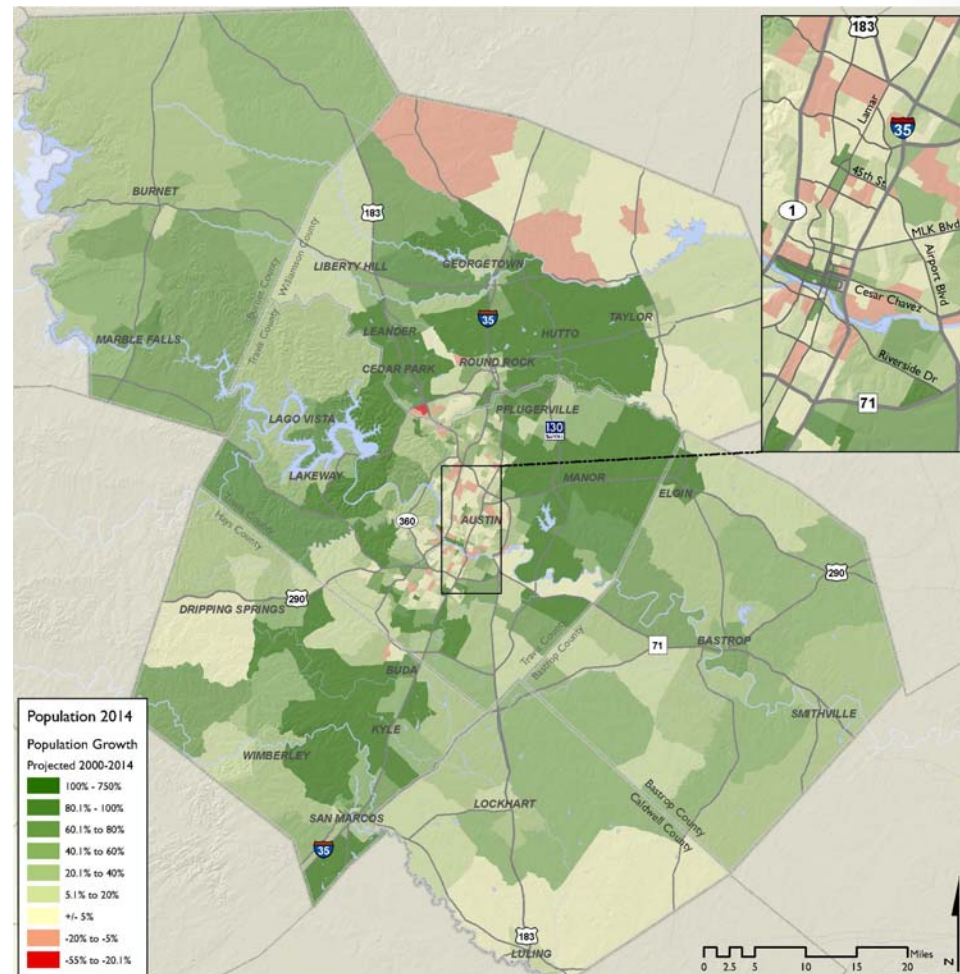 183
35
Lamar
45th St.
1
MLK Blvd
Airport Blvd
Cesar Chavez
Riverside Dr
71
BURNET
183
Burnet County
Williamson County
LIBERTY HILL
GEORGETOWN
35
TAYLOR
HUTTO
Travis County
MARBLE FALLS
LEANDER
ROUND ROCK
CEDAR PARK
LAGO VISTA
PFLUGERVILLE
130
LAKEWAY
MANOR
ELGIN
360
AUSTIN
Hays County
290
DRIPPING SPRINGS
290
71
BASTROP
Travis County
Bastrop County
BUDA
SMITHVILLE
KYLE
WIMBERLEY
LOCKHART
Bastrop County
Caldwell County
SAN MARCOS
35
183
LULING
Population 2014
Population Growth
Projected 2000-2014
100% - 750%
80.1% - 100%
60.1% to 80%
40.1% to 60%
20.1% to 40%
5.1% to 20%
+/- 5%
-20% to -5%
-55% to -20.1%
Miles
0 2.5 5 10 15 20
N